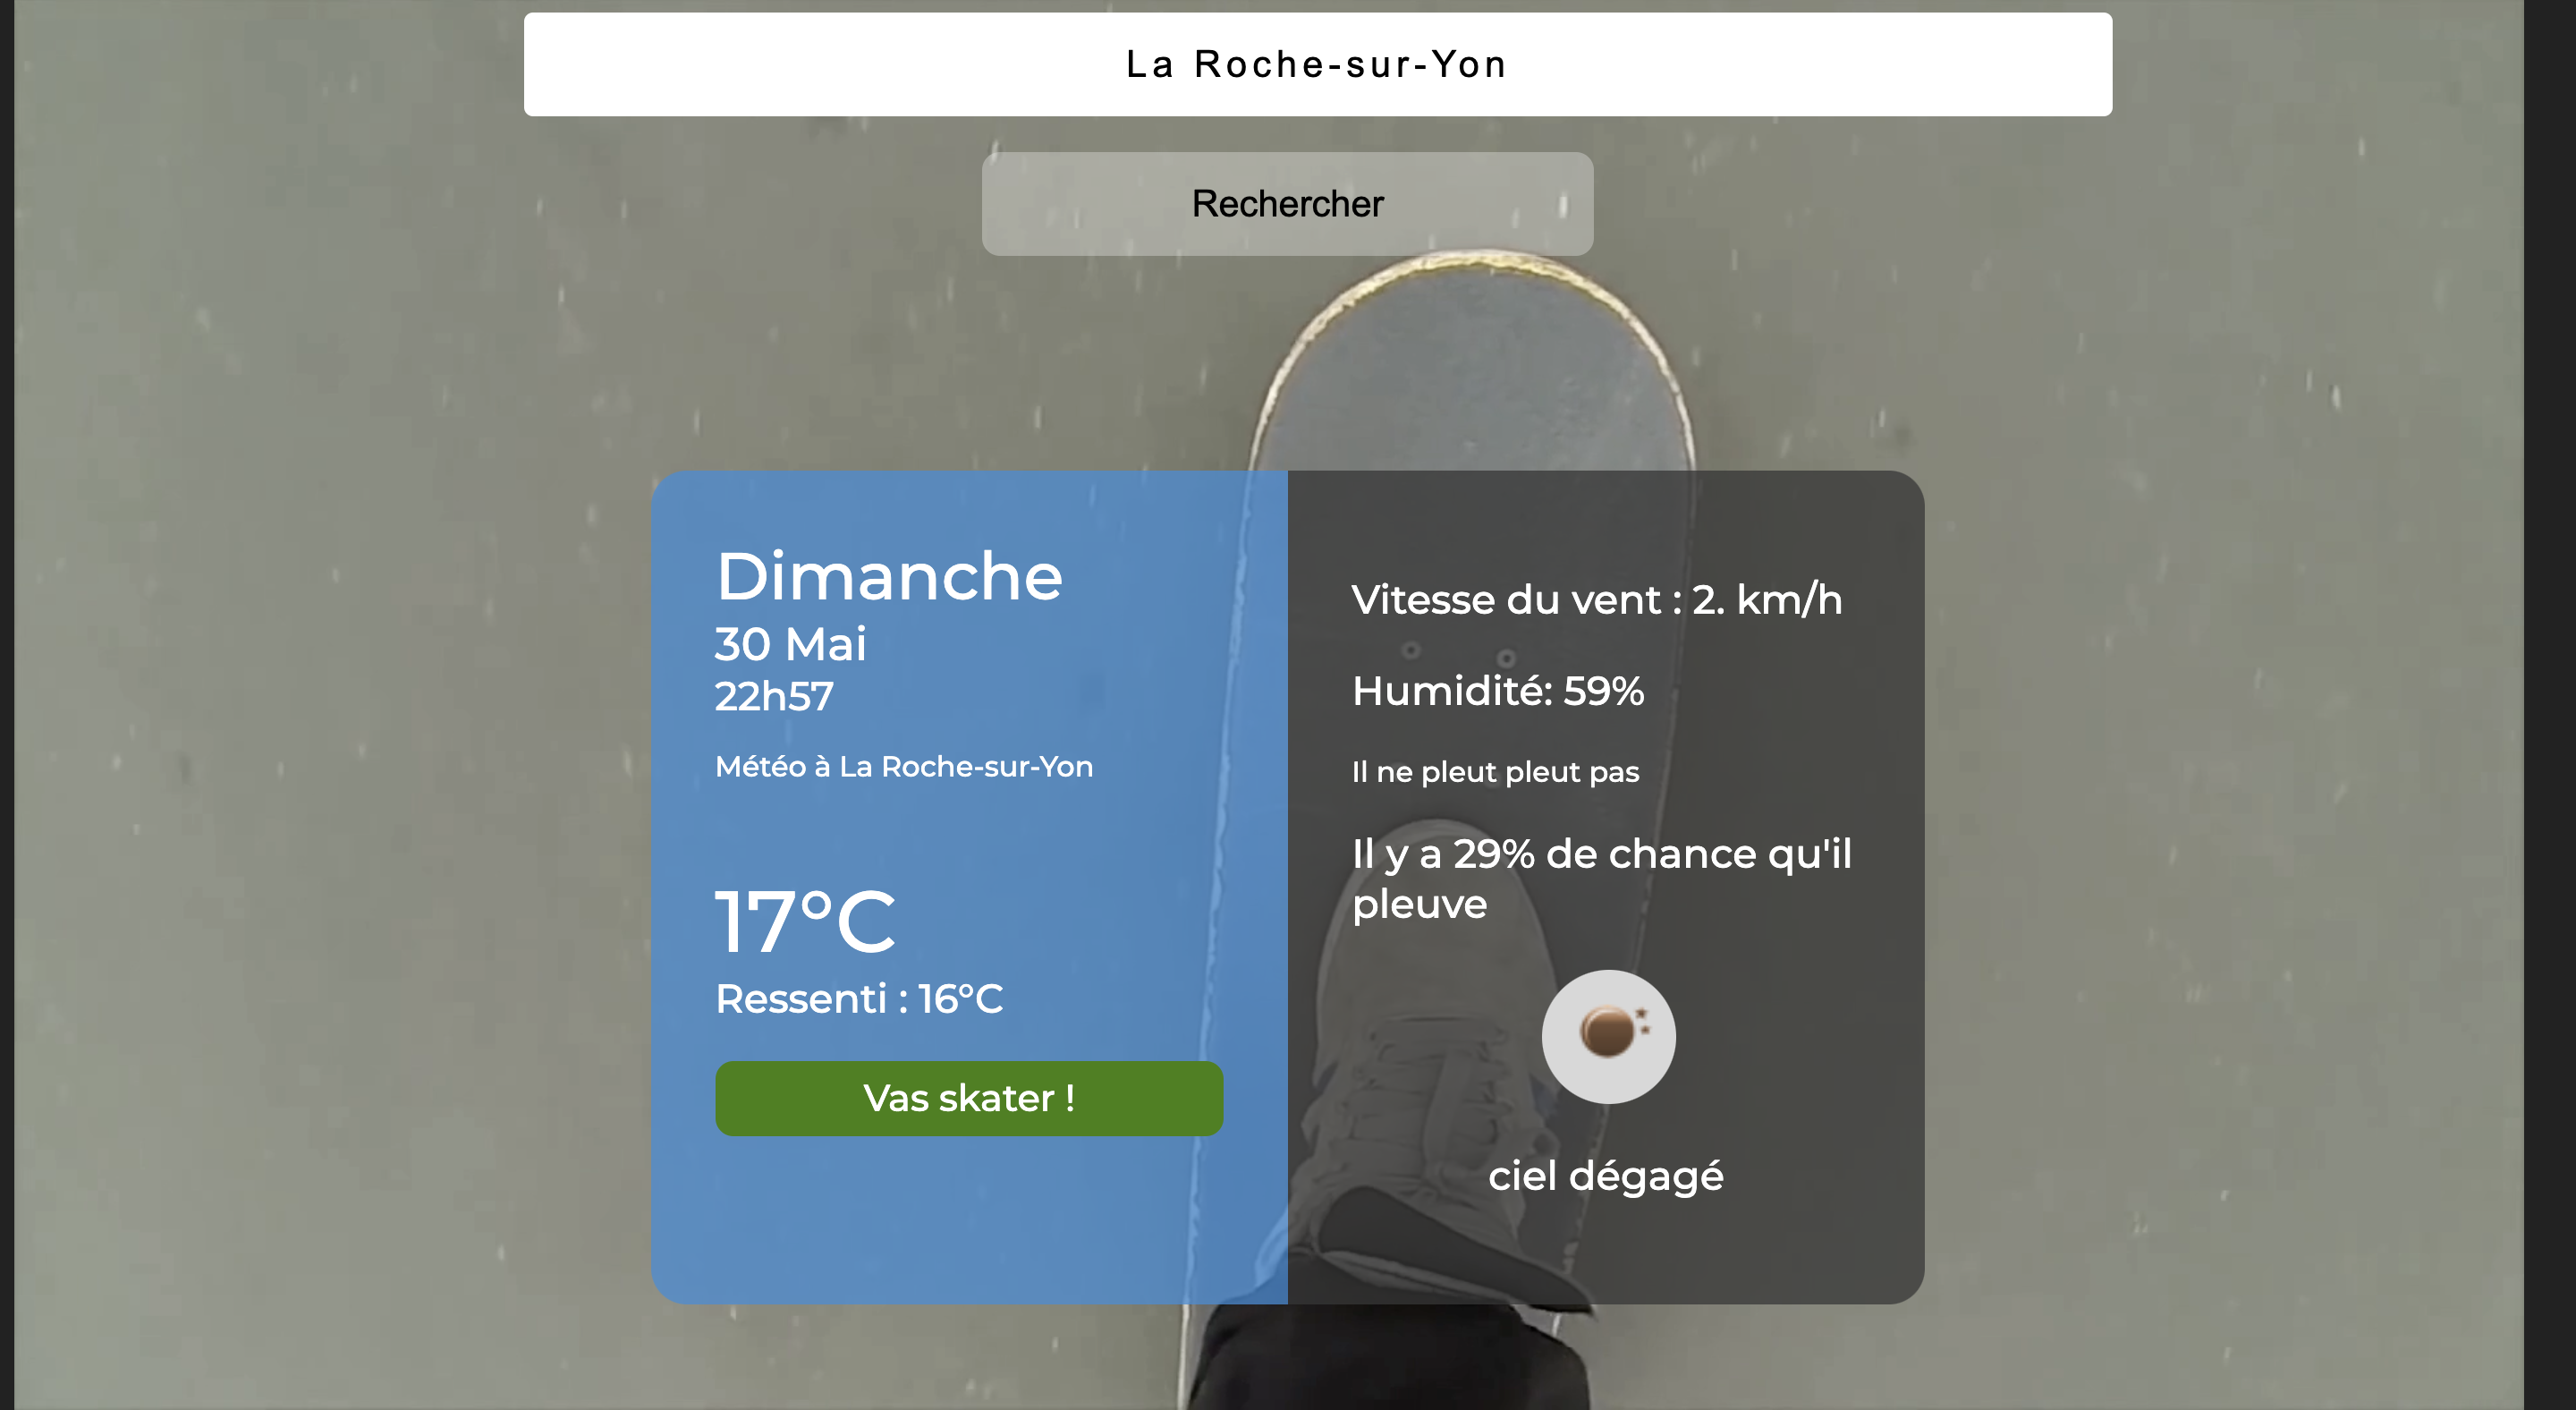 La Roche-sur-Yon
Rechercher
Dimanche
30 Mai
22h57
Météo à La Roche-sur-Yon
17°C
Ressenti : 16°C
Vas skater !
Vitesse du vent : 2. km/h
Humidité: 59%
Il ne pleut pleut pas
Il y a 29% de chance qu'il
pleuve
ciel dégagé